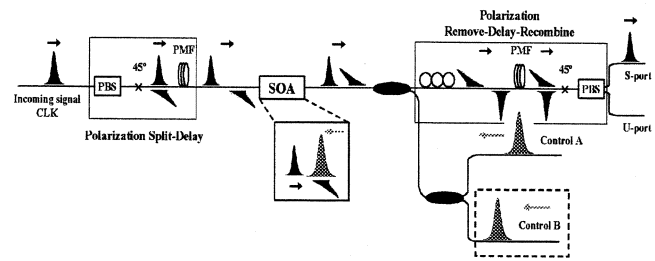 Polarization
Remove-Delay-Recombine
45°
PMF
PMF
45°
S-port
PBS
SOA
PBS
Incoming signal
CLK
Polarization Split-Delay
U-port
Control A
Control B